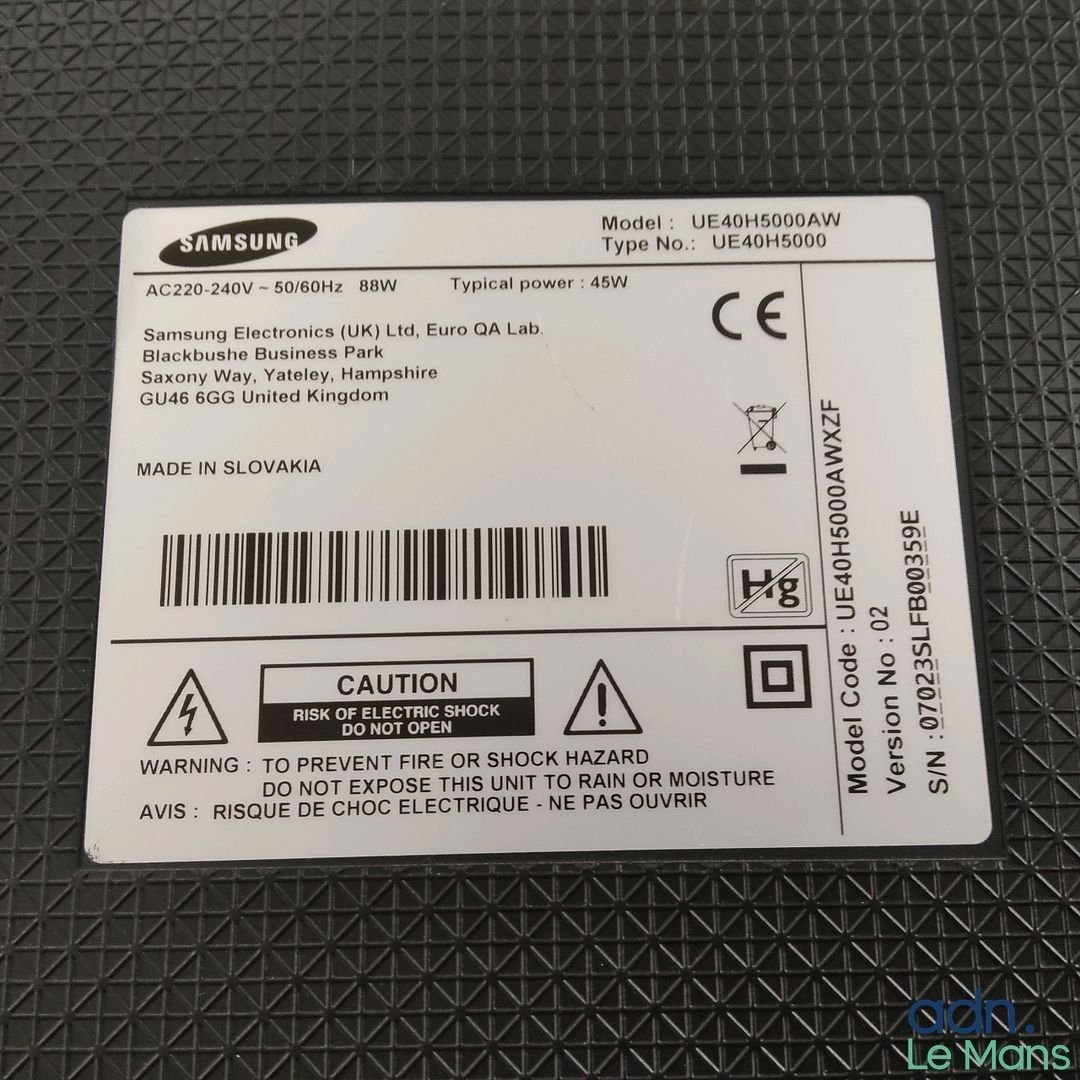 SAMSUNG
Model : UE40H5000AW
Type No.: UE40H5000
AC220-240V ~ 50/60Hz 88W Typical power : 45W
Samsung Electronics (UK) Ltd, Euro QA Lab.
Blackbushe Business Park
Saxony Way, Yateley, Hampshire
GU46 6GG United Kingdom
CE
MADE IN SLOVAKIA
Hg
CAUTION
RISK OF ELECTRIC SHOCK
DO NOT OPEN
WARNING : TO PREVENT FIRE OR SHOCK HAZARD
DO NOT EXPOSE THIS UNIT TO RAIN OR MOISTURE
AVIS : RISQUE DE CHOC ELECTRIQUE - NE PAS OUVRIR
Model Code : UE40H5000AWXZF
Version No : 02
S/N : 07023SLFB00359E
adn.
Le Mans